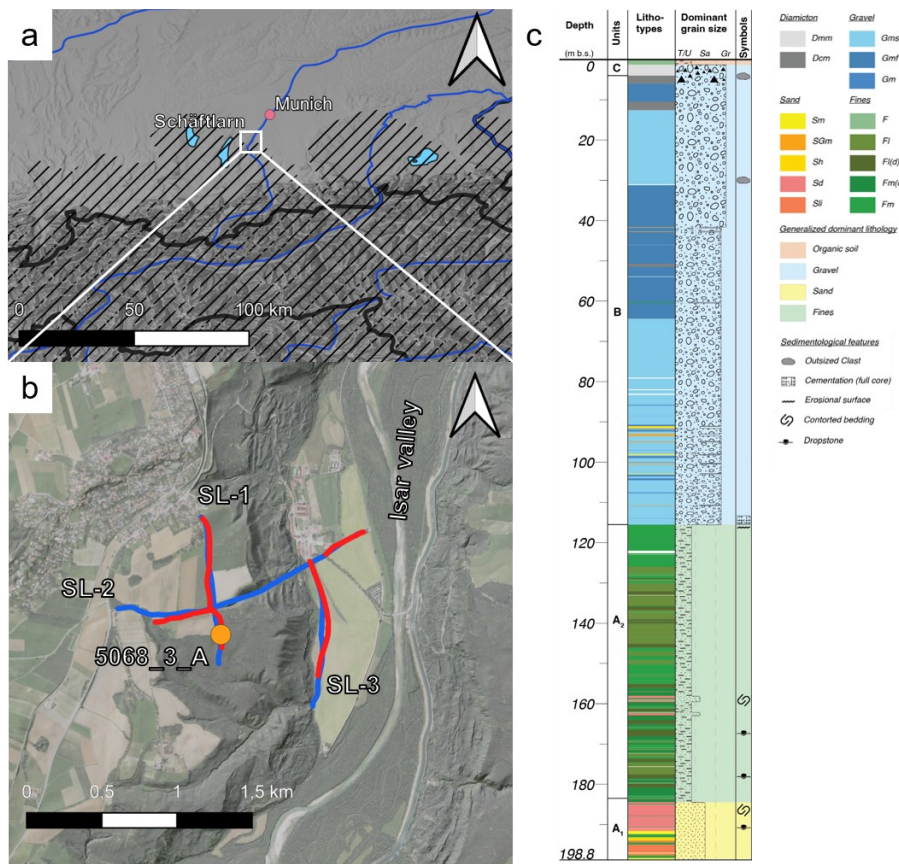 a
Schäftlarn
Munich
0
50
100 km
b
Isar valley
SL-1
SL-2
5068_3_A
SL-3
0
0,5
1
1,5 km
c
Depth
(m b.s.)
Units
Litho-
types
Dominant
grain size
T/U Sa Gr
Symbols
0
20
40
60
80
100
120
140
160
180
198.8
C
B
A2
A1
Diamicton
Dmm
Dcm
Gravel
Gms
Gmf
Gm
Sand
Sm
SGm
Sh
Sd
Sli
Fines
F
Fl
Fl(d)
Fm
Generalized dominant lithology
Organic soil
Gravel
Sand
Fines
Sedimentological features
Outsized Clast
Cementation (full core)
Erosional surface
Contorted bedding
Dropstone